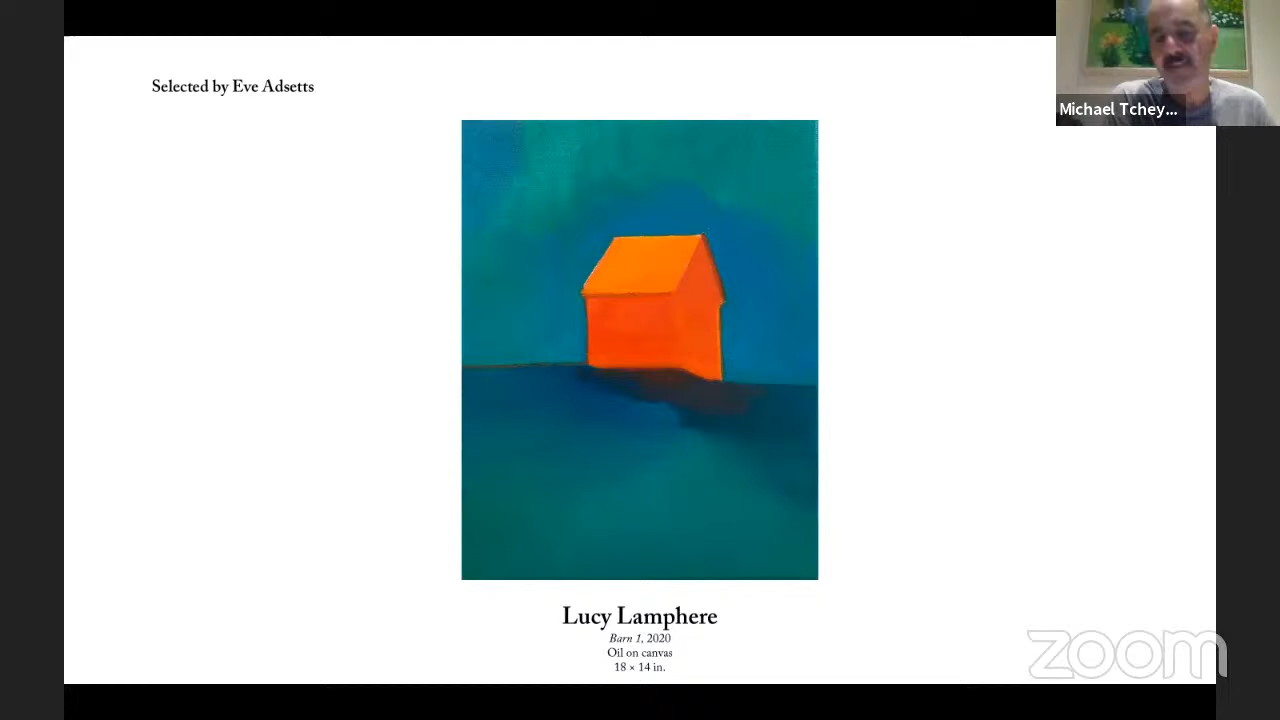 Selected by Eve Adsetts
Michael Tchey...
Lucy Lamphere
Barn 1, 2020
Oil on canvas
18 × 14 in.
zoom